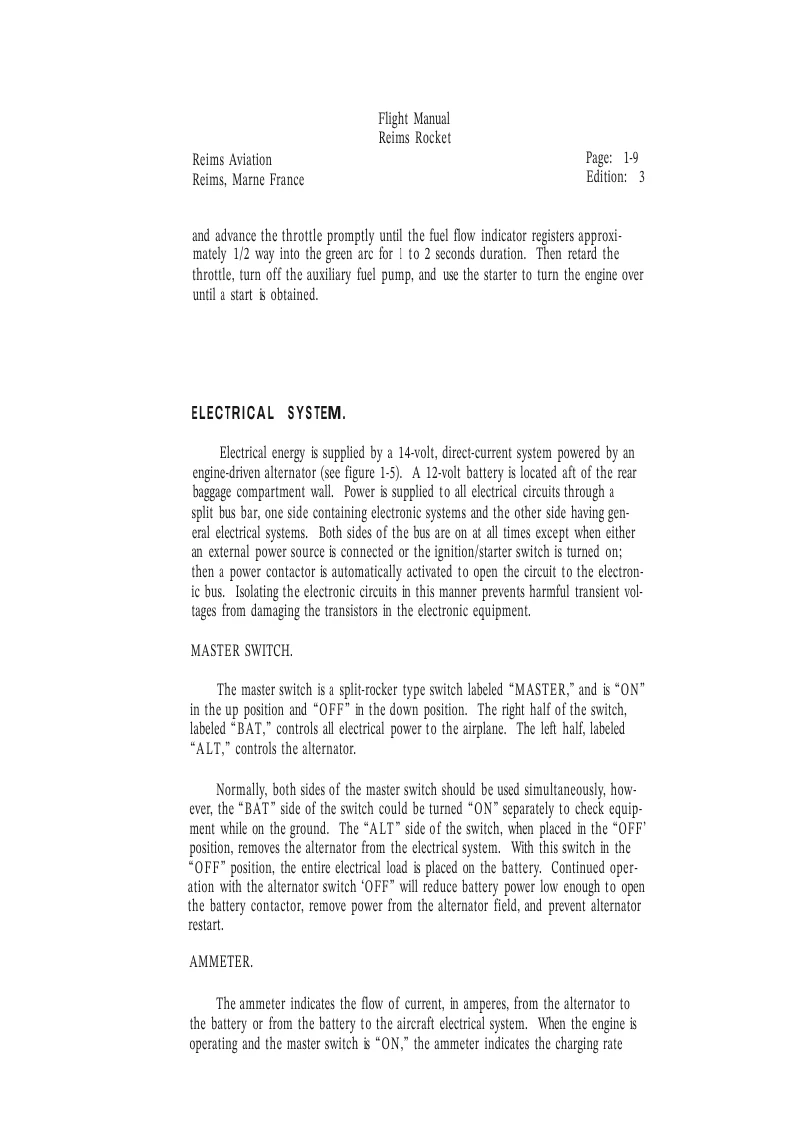 Flight Manual
Reims Rocket
Reims Aviation
Reims, Marne France
Page: 1-9
Edition: 3
and advance the throttle promptly until the fuel flow indicator registers approxi-
mately 1/2 way into the green arc for 1 to 2 seconds duration. Then retard the
throttle, turn off the auxiliary fuel pump, and use the starter to turn the engine over
until a start is obtained.
ELECTRICAL SYSTEM.
Electrical energy is supplied by a 14-volt, direct-current system powered by an
engine-driven alternator (see figure 1-5). A 12-volt battery is located aft of the rear
baggage compartment wall. Power is supplied to all electrical circuits through a
split bus bar, one side containing electronic systems and the other side having gen-
eral electrical systems. Both sides of the bus are on at all times except when either
an external power source is connected or the ignition/starter switch is turned on;
then a power contactor is automatically activated to open the circuit to the electron-
ic bus. Isolating the electronic circuits in this manner prevents harmful transient vol-
tages from damaging the transistors in the electronic equipment.
MASTER SWITCH.
The master switch is a split-rocker type switch labeled “MASTER,” and is “ON”
in the up position and “OFF” in the down position. The right half of the switch,
labeled “BAT,” controls all electrical power to the airplane. The left half, labeled
“ALT,” controls the alternator.
Normally, both sides of the master switch should be used simultaneously, how-
ever, the “BAT” side of the switch could be turned “ON” separately to check equip-
ment while on the ground. The “ALT” side of the switch, when placed in the “OFF’
position, removes the alternator from the electrical system. With this switch in the
“OFF” position, the entire electrical load is placed on the battery. Continued oper-
ation with the alternator switch ‘OFF” will reduce battery power low enough to open
the battery contactor, remove power from the alternator field, and prevent alternator
restart.
AMMETER.
The ammeter indicates the flow of current, in amperes, from the alternator to
the battery or from the battery to the aircraft electrical system. When the engine is
operating and the master switch is “ON,” the ammeter indicates the charging rate